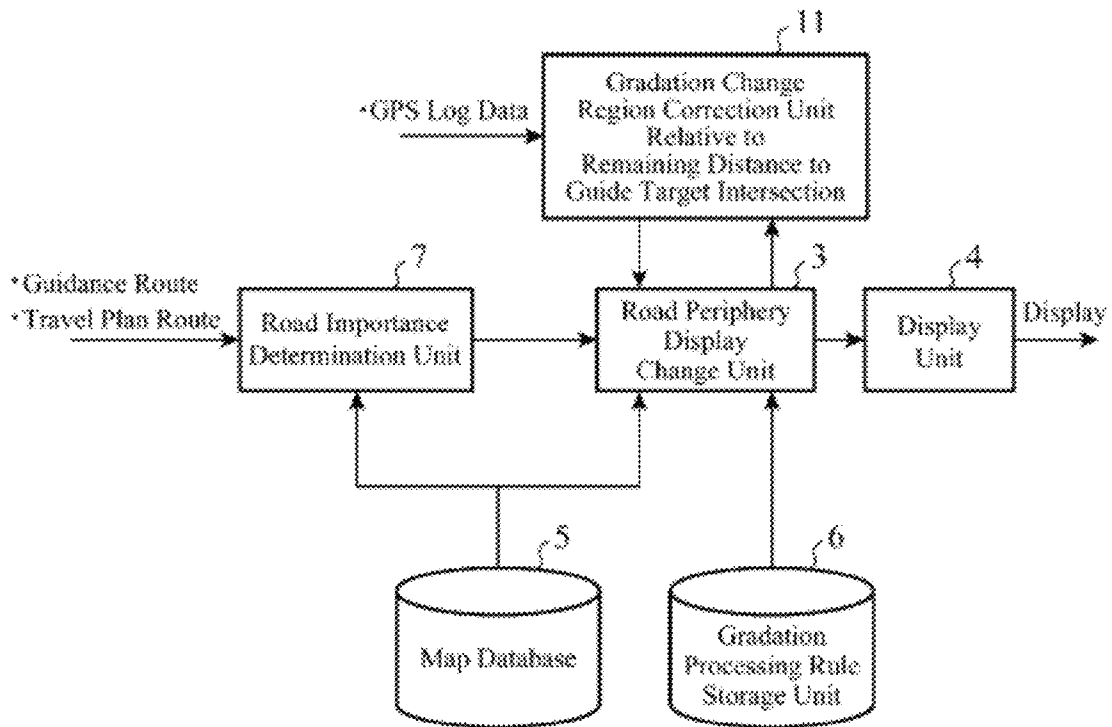 11
Gradation Change
Region Correction Unit
Relative to
Remaining Distance to
Guide Target Intersection
•GPS Log Data
7
3
4
•Guidance Route
•Travel Plan Route
Road Importance
Determination Unit
Road Periphery
Display
Change Unit
Display
Unit
Display
5
6
Map Database
Gradation
Processing Rule
Storage Unit